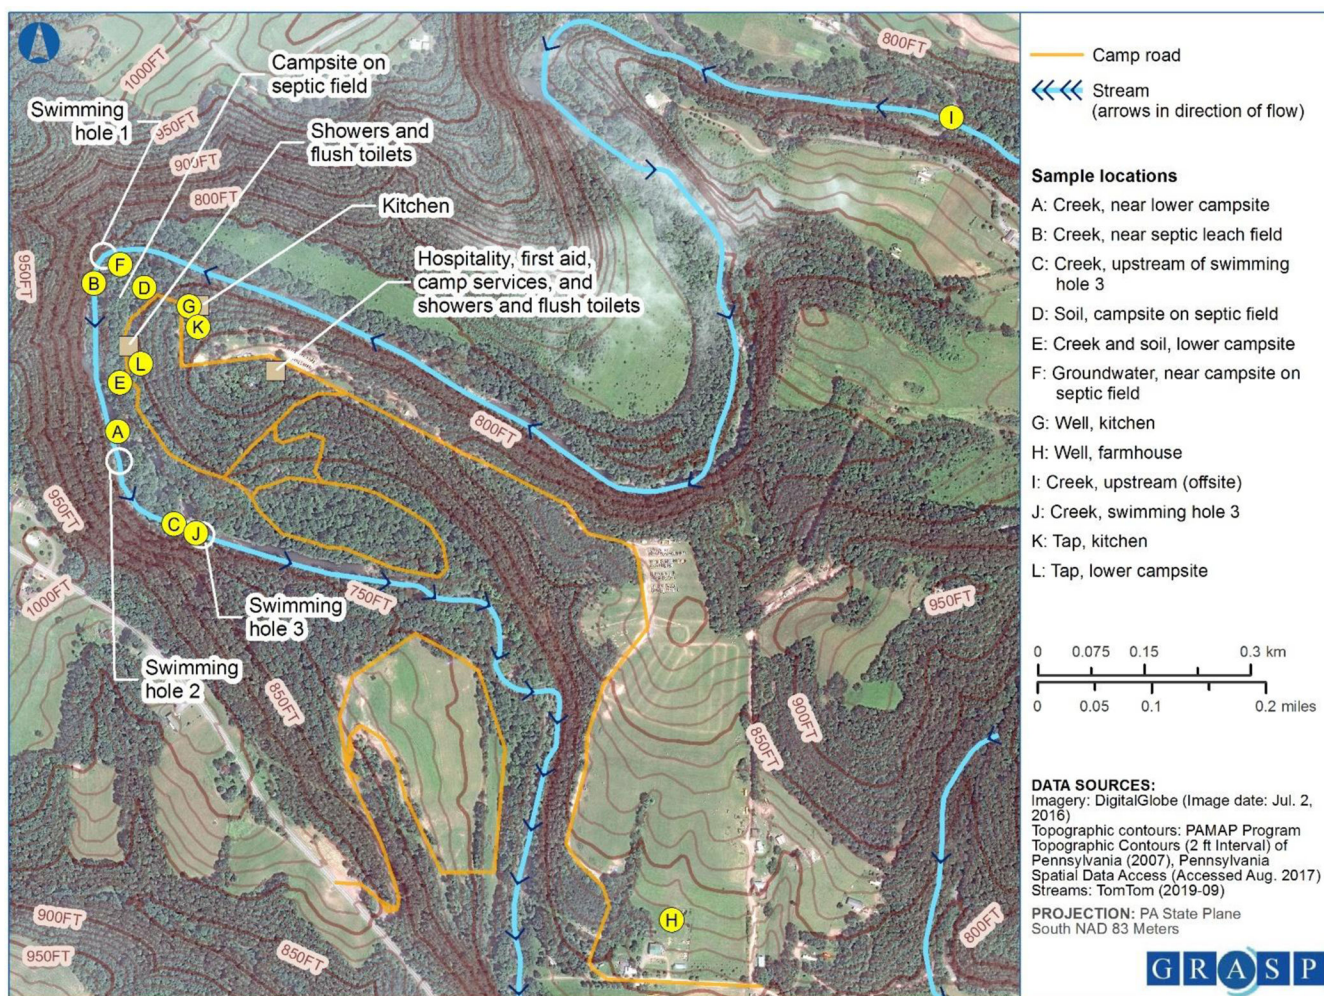 1000FT
950FT
900FT
800FT
950FT
800FT
Campsite on
septic field
Swimming
hole 1
Showers and
flush toilets
Kitchen
Hospitality, first aid,
camp services, and
showers and flush toilets
I
F
B
D
G
K
L
E
A
C
J
800FT
950FT
1000FT
750FT
950FT
Swimming
hole 3
Swimming
hole 2
850FT
900FT
850FT
H
900FT
950FT
850FT
800FT
Camp road
Stream
(arrows in direction of flow)
Sample locations
A: Creek, near lower campsite
B: Creek, near septic leach field
C: Creek, upstream of swimming
hole 3
D: Soil, campsite on septic field
E: Creek and soil, lower campsite
F: Groundwater, near campsite on
septic field
G: Well, kitchen
H: Well, farmhouse
I: Creek, upstream (offsite)
J: Creek, swimming hole 3
K: Tap, kitchen
L: Tap, lower campsite
0 0.075 0.15 0.3 km
0 0.05 0.1 0.2 miles
DATA SOURCES:
Imagery: DigitalGlobe (Image date: Jul. 2,
2016)
Topographic contours: PAMAP Program
Topographic Contours (2 ft Interval) of
Pennsylvania (2007), Pennsylvania
Spatial Data Access (Accessed Aug. 2017)
Streams: TomTom (2019-09)
PROJECTION: PA State Plane
South NAD 83 Meters
GRASP